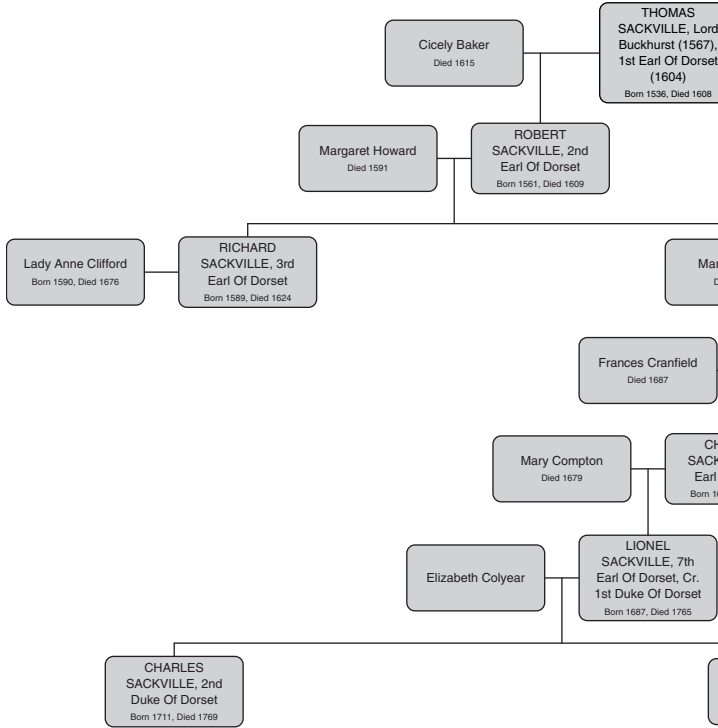 THOMAS
SACKVILLE, Lord
Buckhurst (1567),
1st Earl Of Dorset
(1604)
Born 1536, Died 1608
Cicely Baker
Died 1615
ROBERT
SACKVILLE, 2nd
Earl Of Dorset
Born 1561, Died 1609
Margaret Howard
Died 1591
RICHARD
SACKVILLE, 3rd
Earl Of Dorset
Born 1589, Died 1624
Lady Anne Clifford
Born 1590, Died 1676
Frances Cranfield
Died 1687
Mary Compton
Died 1679
Earl
Born
LIONEL
SACKVILLE, 7th
Earl Of Dorset, Cr.
1st Duke Of Dorset
Born 1687, Died 1765
Elizabeth Colyear
CHARLES
SACKVILLE, 2nd
Duke Of Dorset
Born 1711, Died 1769